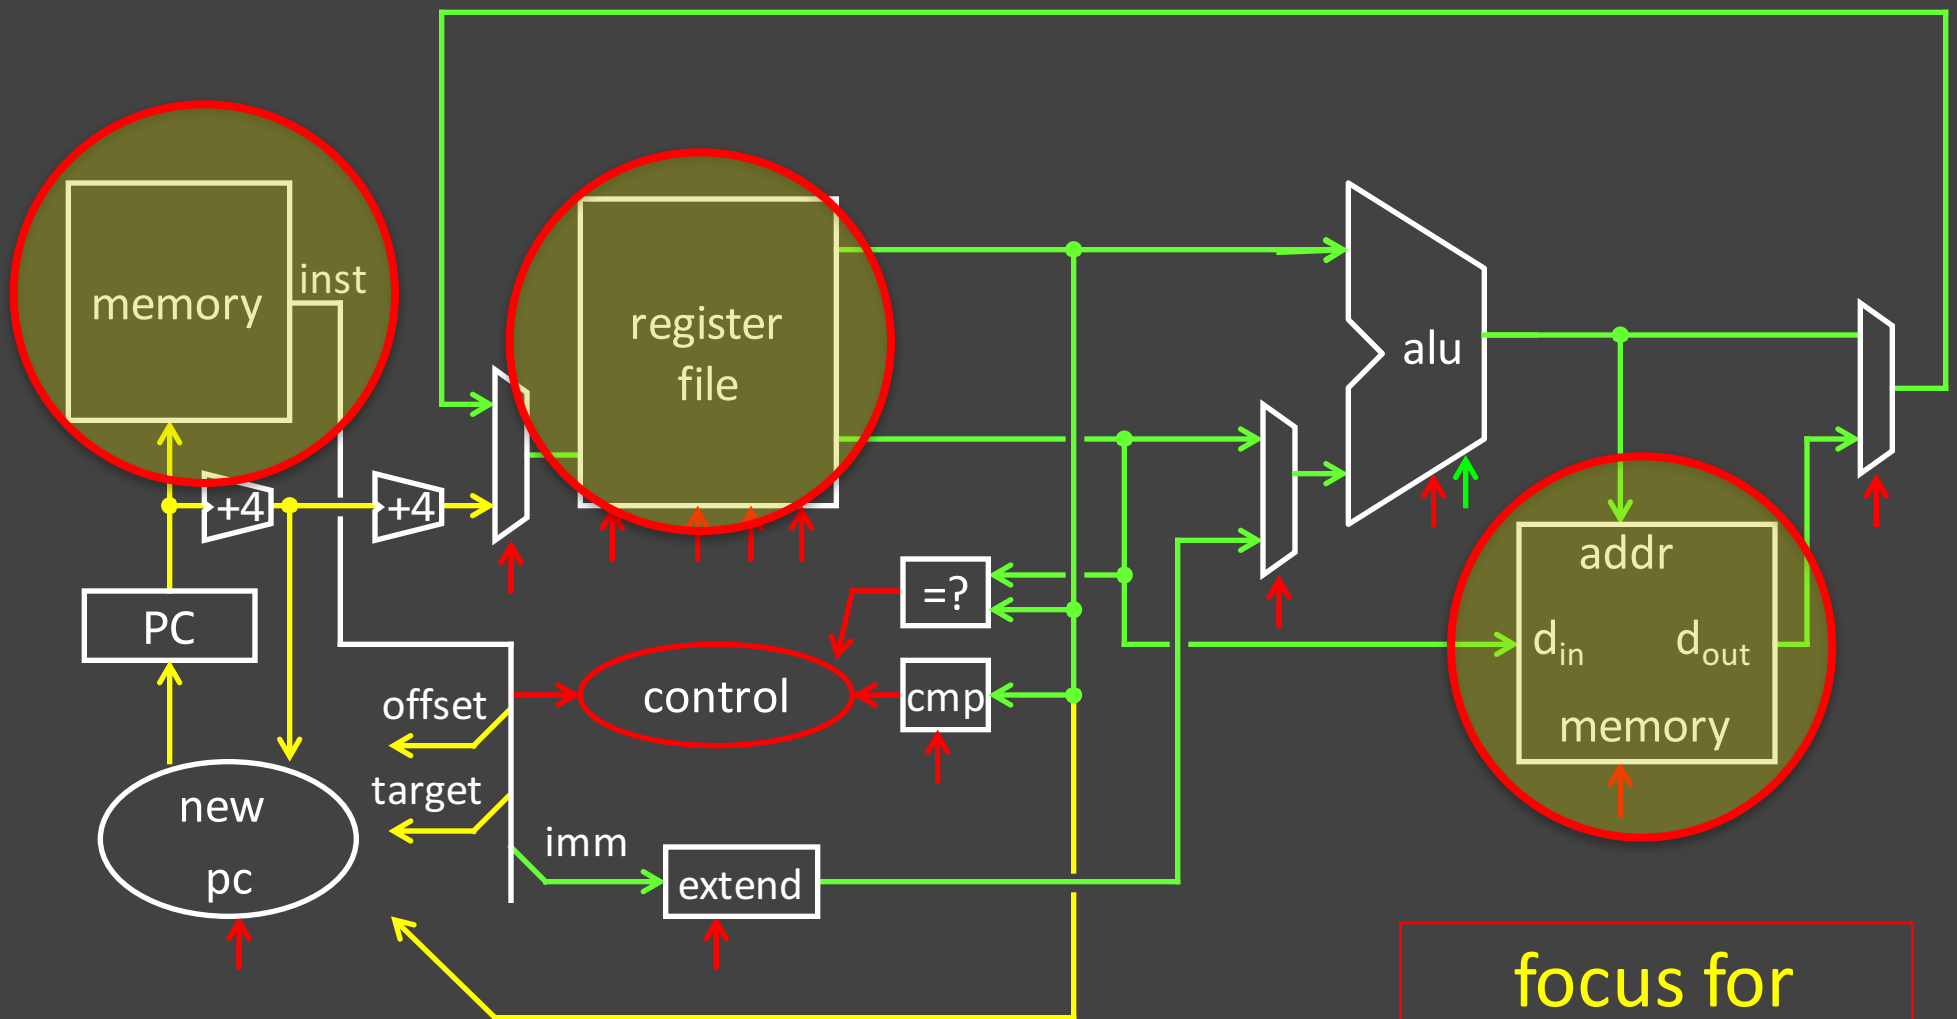 memory
inst
register
file
alu
+4
+4
addr
=?
PC
d_in
d_out
control
cmp
offset
memory
target
new
pc
imm
extend
focus for